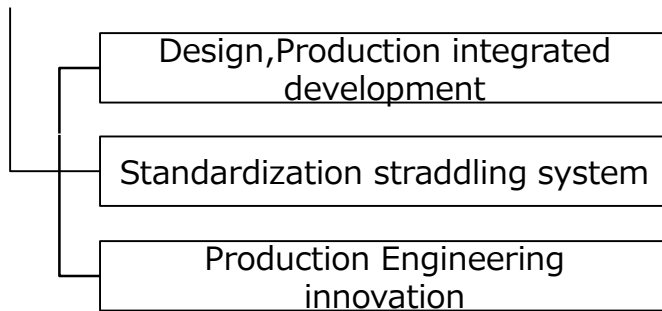 Design,Production integrated
development
Standardization straddling system
Production Engineering
innovation